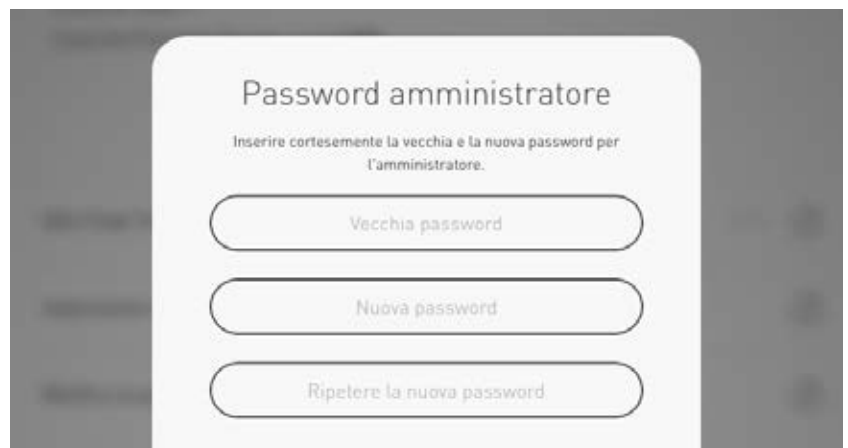 Password amministratore
Inserire cortesemente la vecchia e la nuova password per
l'amministratore.
Vecchia password
Nuova password
Ripetere la nuova password